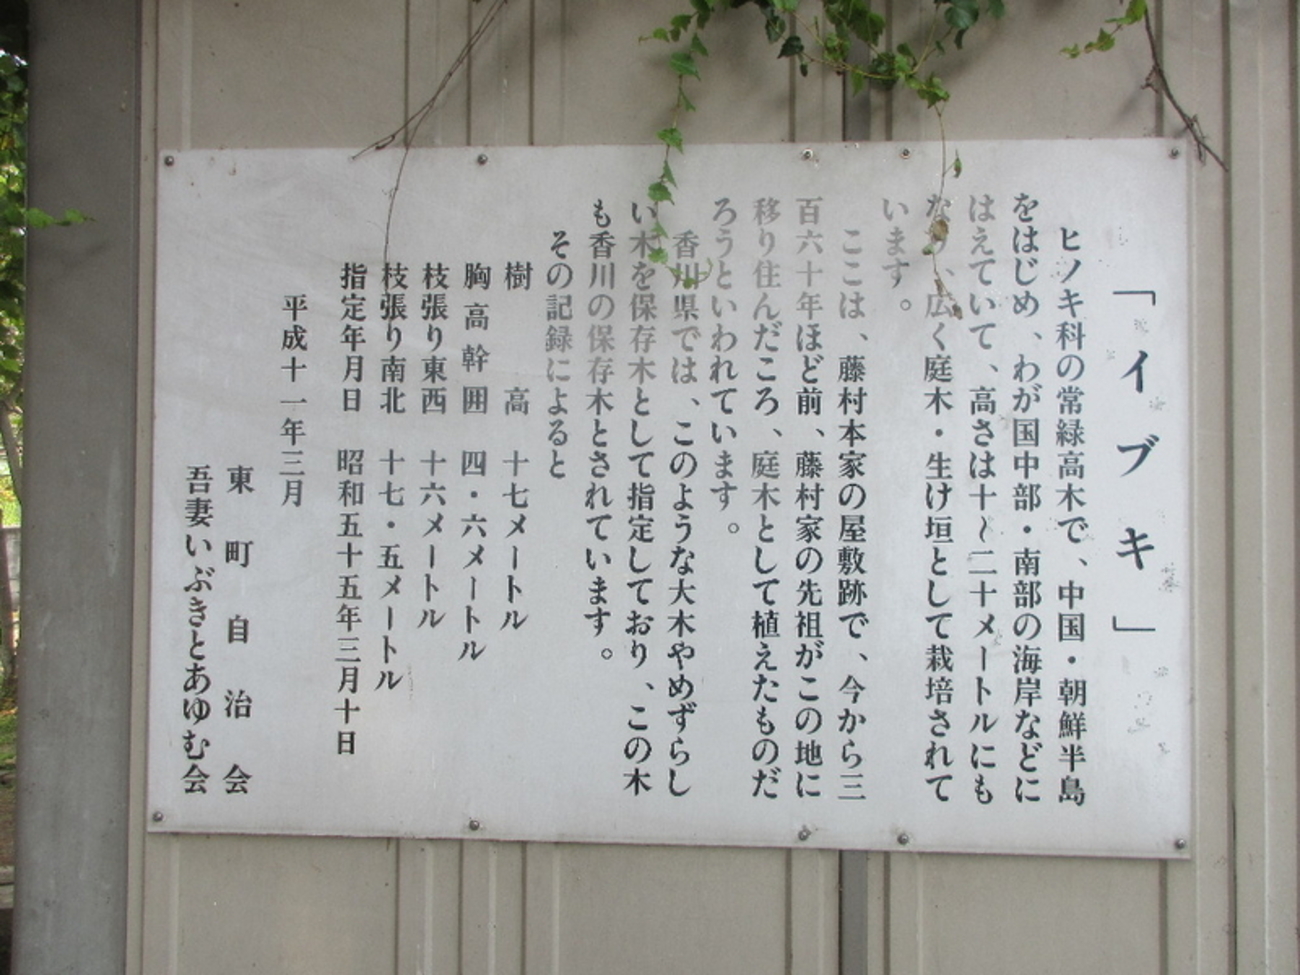 「イブキ」
ヒノキ科の常緑高木で、中国・朝鮮半島
をはじめ、わが国中部・南部の海岸などに
はえていて、高さは十～二十メートルにも
なり、広く庭木・生け垣として栽培されて
います。
ここは、藤村本家の屋敷跡で、今から三
百六十年ほど前、藤村家の先祖がこの地に
移り住んだころ、庭木として植えたものだ
ろうといわれています。
香川県では、このような大木やめずらし
い木を保存木として指定しており、この木
も香川の保存木とされています。
その記録によると
樹高 十七メートル
胸高幹囲 四・六メートル
枝張り東西 十六メートル
枝張り南北 十七・五メートル
指定年月日 昭和五十五年三月十日
平成十一年三月
東町自治会
吾妻いぶきとあゆむ会